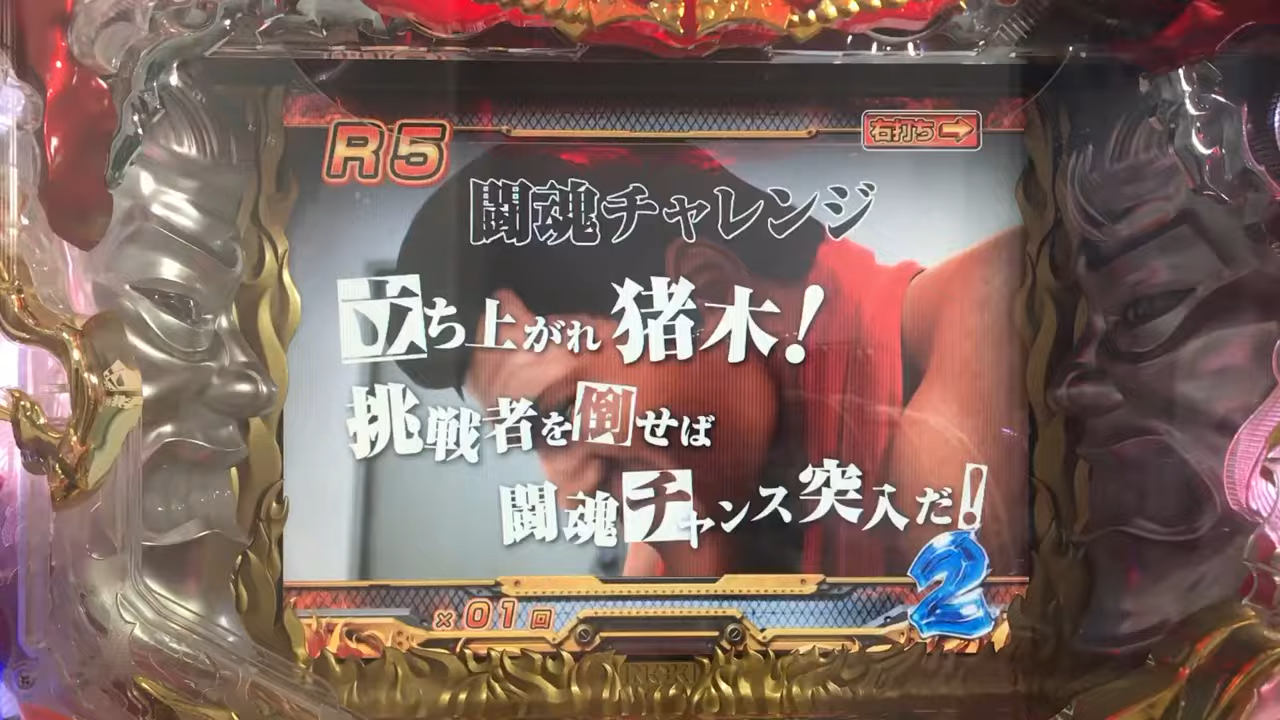 R5
右打ち
闘魂チャレンジ
立ち上がれ猪木!
挑戦者を倒せば
闘魂チャンス突入だ!
2
×01回